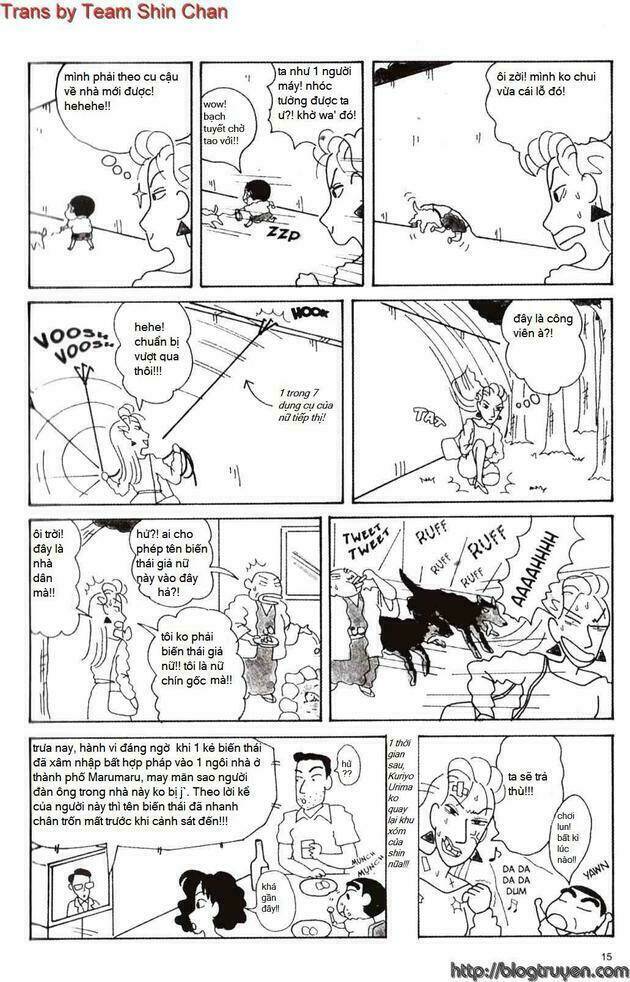 Trans by Team Shin Chan
mình phải theo cu cậu
về nhà mới được!
hehehe!!
wow!
bạch
tuyết chờ
tao với!!
ta như 1 người
máy! nhóc
tưởng được ta
ư?! khờ wa' đó!
ZZP
ôi zời! mình ko chui
vừa cái lỗ đó!
VOOSH
VOOSH
hehe!
chuẩn bị
vượt qua
thôi!!!
HOOK
1 trong 7
dụng cụ của
nữ tiếp thị!
đây là công
viên à?!
TAT
ôi trời!
đây là
nhà
dân
mà!!
hử?! ai cho
phép tên biến
thái giả nữ
này vào đây
há?!
tôi ko phải
biến thái giả
nữ!! tôi là nữ
chín gốc mà!!
TWEET
TWEET
RUFF
RUFF
RUFF
RUFF
RUFF
AAAAHHHH
trưa nay, hành vi đáng ngờ khi 1 kẻ biến thái
đã xâm nhập bất hợp pháp vào 1 ngôi nhà ở
thành phố Marumaru, may mãn sao người
đàn ông trong nhà này ko bị j`. Theo lời kể
của người này thì tên biến thái đã nhanh
chân trốn mất trước khi cảnh sát đến!!!
hử
??
khá
gần
đây!!
MUNCH
MUNCH
1 thời
gian
sau,
Kuriyo
Urima
ko
quay
lại khu
xóm
của
shin
nữa!!!
ta sẽ trả
thù!!!
chơi
lun!
bất kì
lúc
nào!!
YAWN
DA DA
DA DA
DUM
15
http://blogtruyen.com